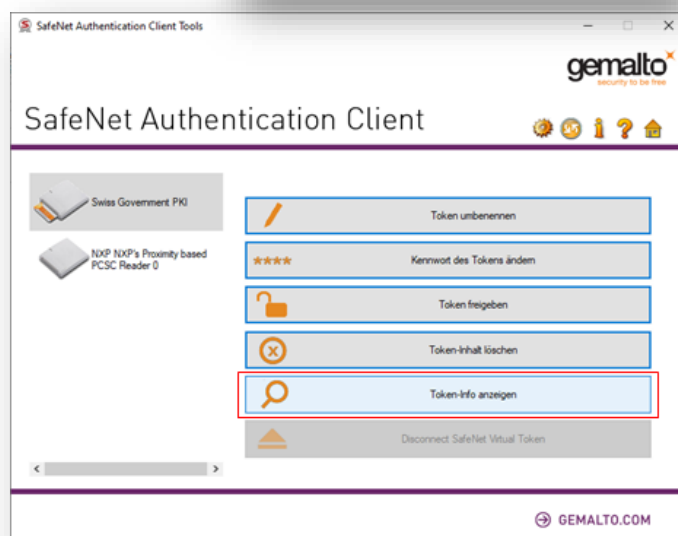 SafeNet Authentication Client Tools
gemalto
security to be free
SafeNet Authentication Client
Swiss Government PKI
NXP NXP's Proximity based
PCSC Reader 0
Token umbenennen
**** Kennwort des Tokens ändern
Token freigeben
Token-Inhalt löschen
Token-Info anzeigen
Disconnect SafeNet Virtual Token
GEMALTO.COM